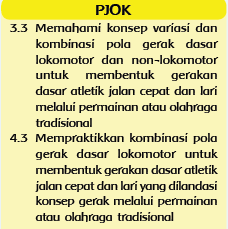 PJOK
3.3 Memahami konsep variasi dan
kombinasi pola gerak dasar
lokomotor dan non-lokomotor
untuk membentuk gerakan
dasar atletik jalan cepat dan lari
melalui permainan atau olahraga
tradisional
4.3 Mempraktikkan kombinasi pola
gerak dasar lokomotor untuk
membentuk gerakan dasar atletik
jalan cepat dan lari yang dilandasi
konsep gerak melalui permainan
atau olahraga tradisional